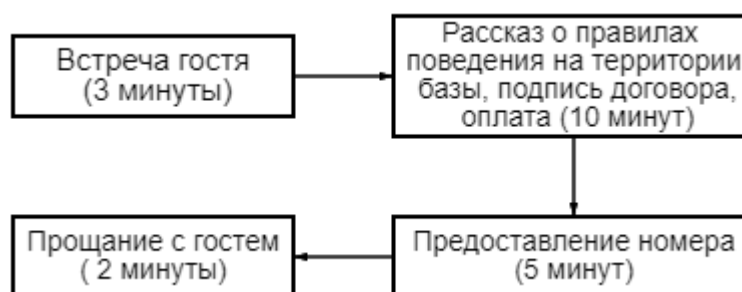 Встреча гостя
(3 минуты)
Рассказ о правилах
поведения на территории
базы, подпись договора,
оплата (10 минут)
Предоставление номера
(5 минут)
Прощание с гостем
( 2 минуты)